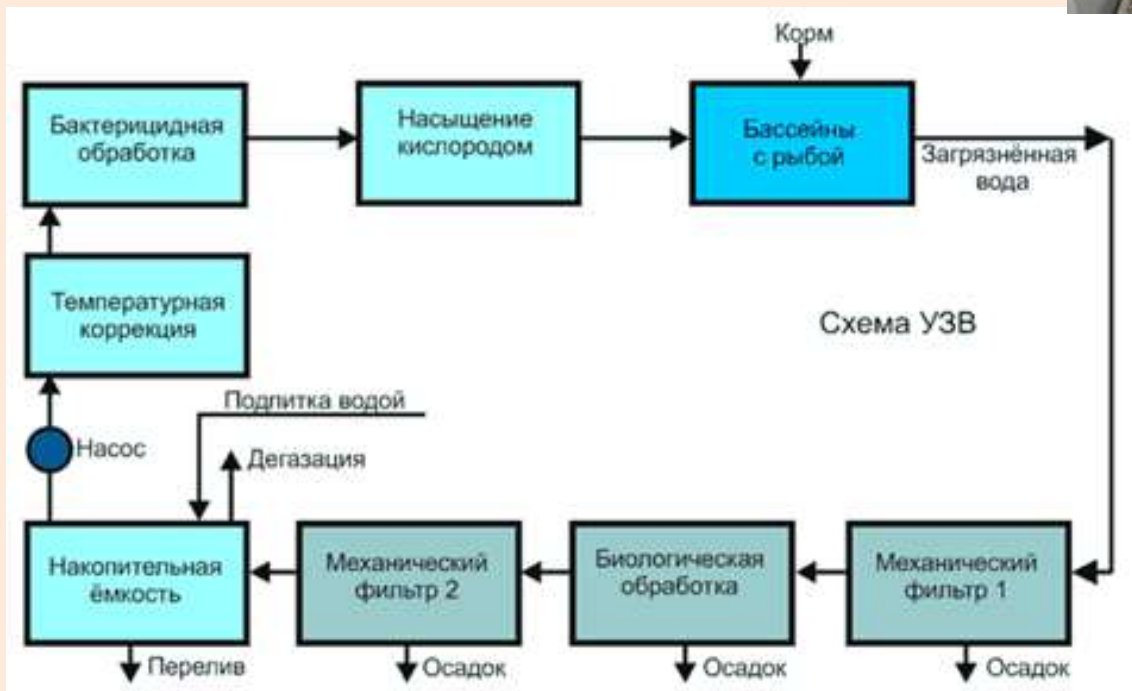 Корм
Бактерицидная
обработка
Насыщение
кислородом
Бассейны
с рыбой
Загрязнённая
вода
Температурная
коррекция
Схема УЗВ
Подпитка водой
Насос
Дегазация
Накопительная
ёмкость
Механический
фильтр 2
Биологическая
обработка
Механический
фильтр 1
Перелив
Осадок
Осадок